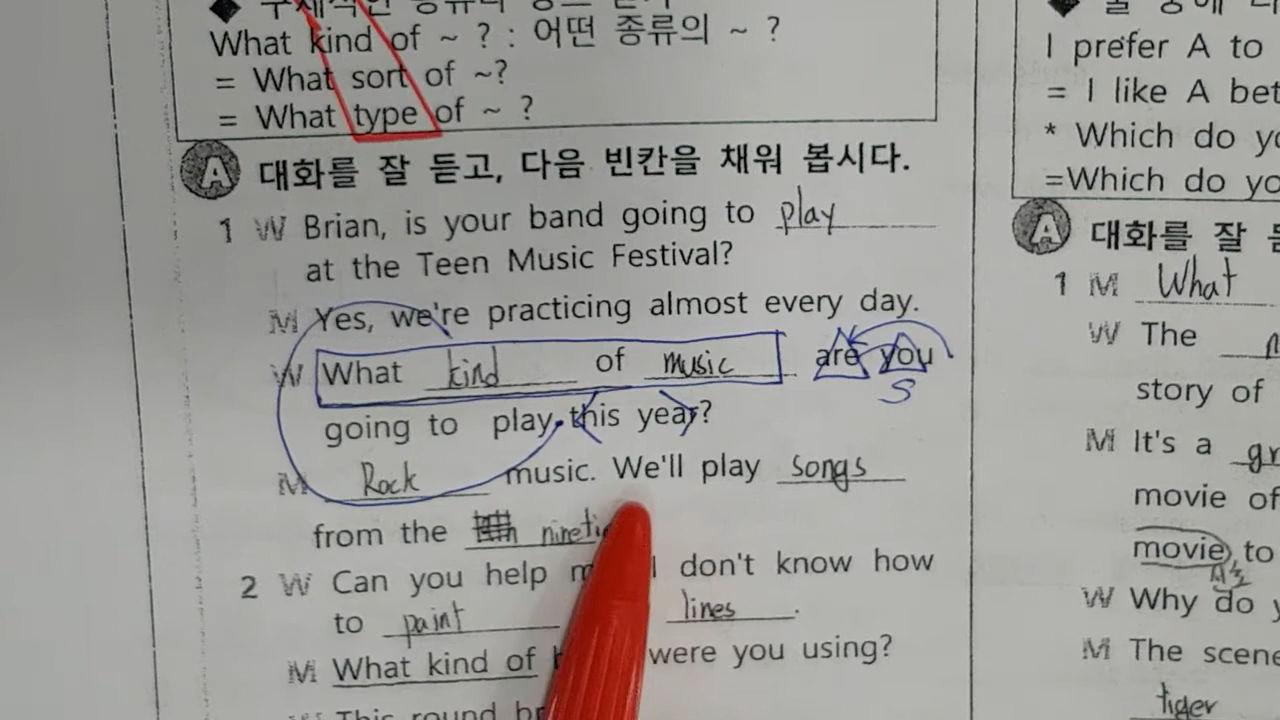 What kind of ~ ? : 어떤 종류의 ~ ?
= What sort of ~?
= What type of ~ ?
A 대화를 잘 듣고, 다음 빈칸을 채워 봅시다.
1 W Brian, is your band going to play
at the Teen Music Festival?
M Yes, we're practicing almost every day.
W What kind of music are you
S
going to play this year?
M Rock music. We'll play songs
from the
2 W Can you help I don't know how
to paint lines .
M What kind of were you using?
W This round
I prefer A to
= I like A
* Which do
=Which do
A 대화를 잘
1 M What
W The
story of
M It's a
movie of
movie to
W Why do
M The
tiger